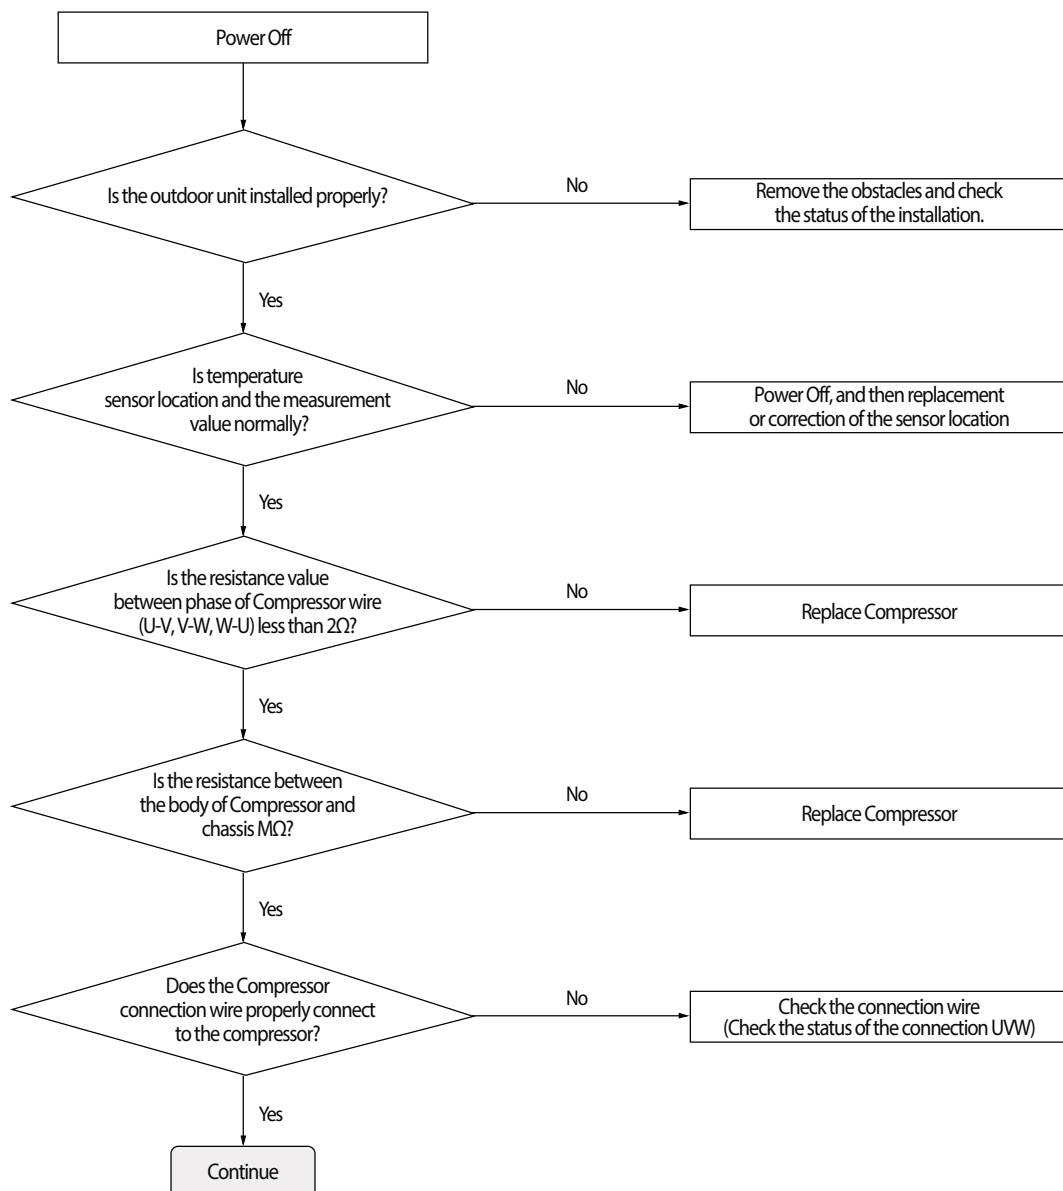 Power Off
Is the outdoor unit installed properly?
No
Remove the obstacles and check
the status of the installation.
Yes
Is temperature
sensor location and the measurement
value normally?
No
Power Off, and then replacement
or correction of the sensor location
Yes
Is the resistance value
between phase of Compressor wire
(U-V, V-W, W-U) less than 2Ω?
No
Replace Compressor
Yes
Is the resistance between
the body of Compressor and
chassis MΩ?
No
Replace Compressor
Yes
Does the Compressor
connection wire properly connect
to the compressor?
No
Check the connection wire
(Check the status of the connection UVW)
Yes
Continue